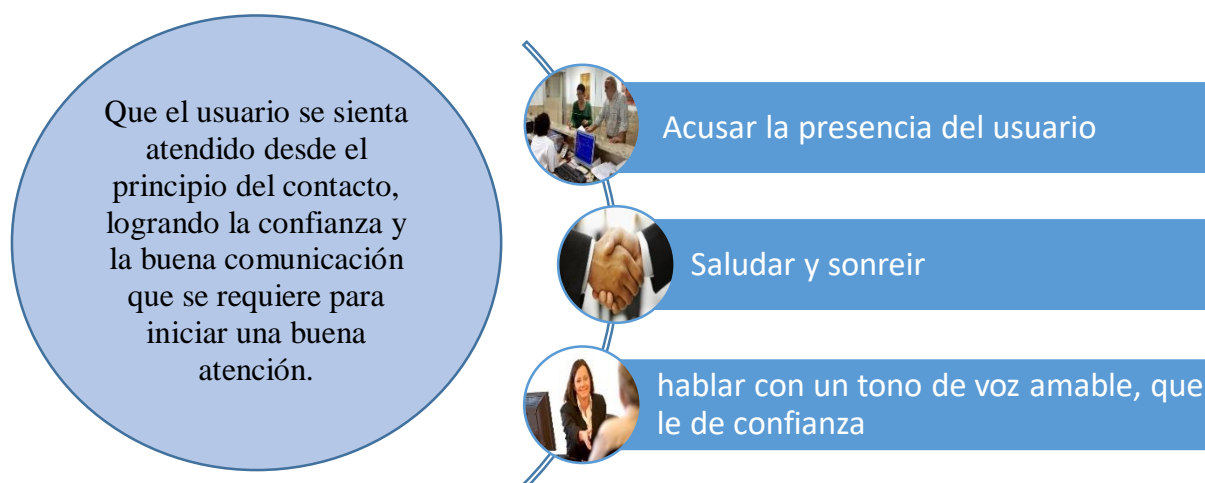 Que el usuario se sienta
atendido desde el
principio del contacto,
logrando la confianza y
la buena comunicación
que se requiere para
iniciar una buena
atención.
Acusar la presencia del usuario
Saludar y sonreir
hablar con un tono de voz amable, que
le de confianza